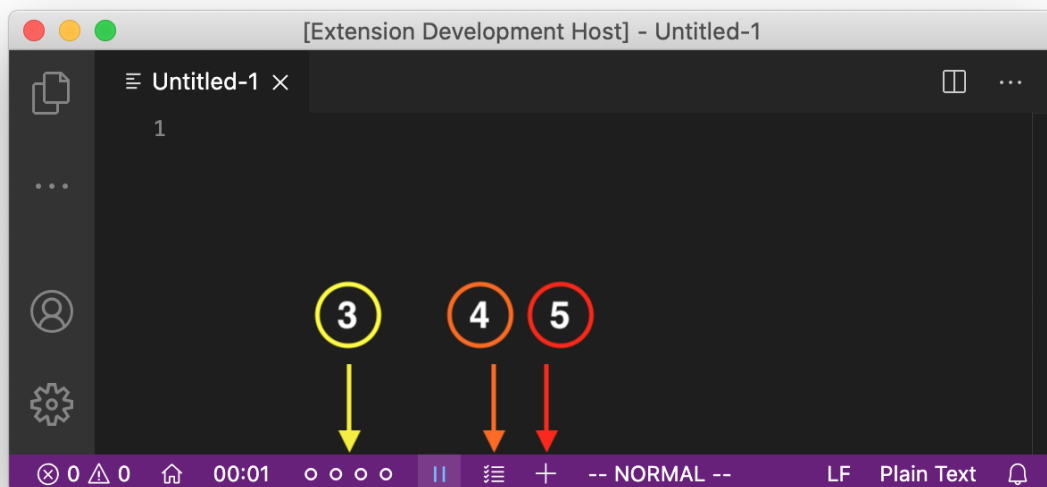 [Extension Development Host] - Untitled-1
Untitled-1
1
3 4 5
0 0 00:01 -- NORMAL -- LF Plain Text